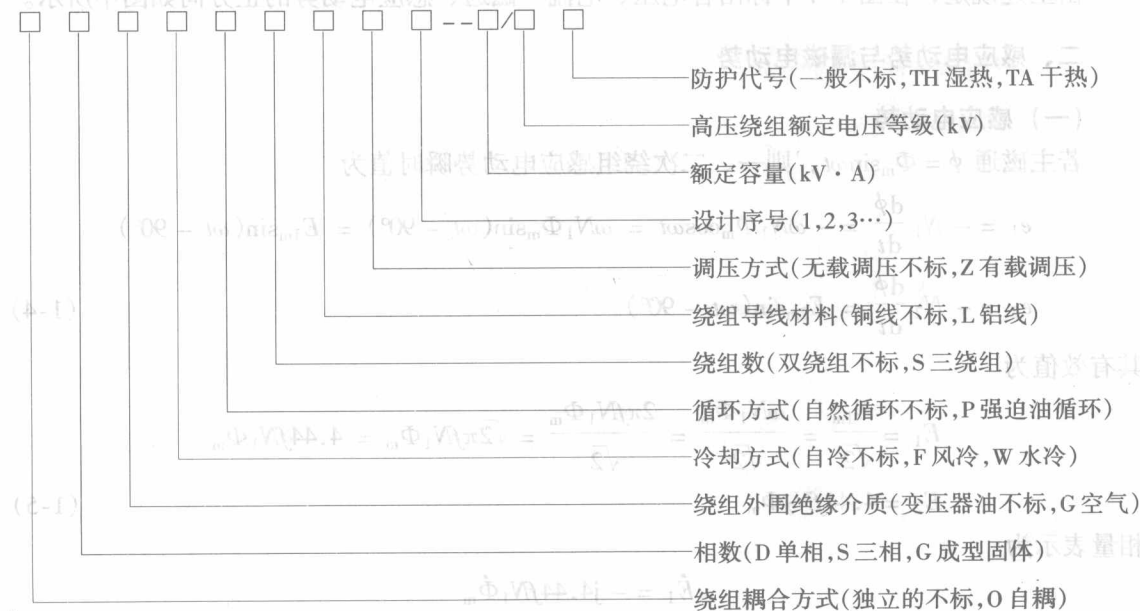 □ □ □ □ □ □ □ □ □ -- □/□ □
防护代号(一般不标,TH 湿热,TA 干热)
高压绕组额定电压等级(kV)
额定容量(kV·A)
设计序号(1,2,3…)
调压方式(无载调压不标,Z 有载调压)
绕组导线材料(铜线不标,L 铝线)
绕组数(双绕组不标,S 三绕组)
循环方式(自然循环不标,P 强迫油循环)
冷却方式(自冷不标,F 风冷,W 水冷)
绕组外围绝缘介质(变压器油不标,G 空气)
相数(D 单相,S 三相,G 成型固体)
绕组耦合方式(独立的不标,O 自耦)